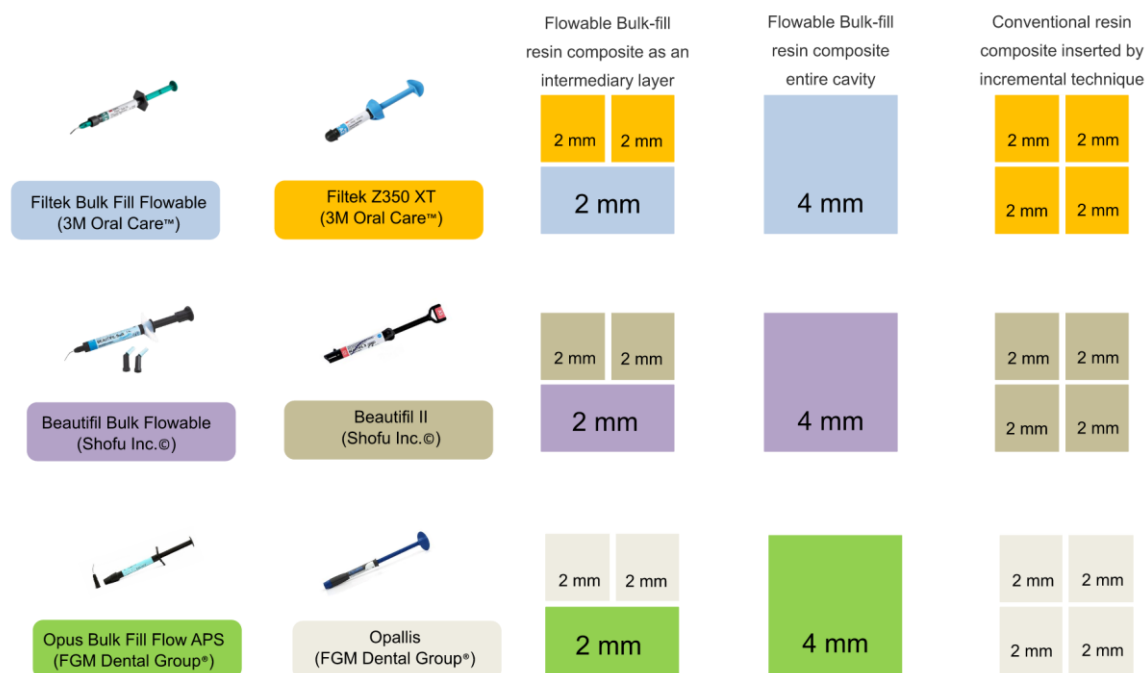 Flowable Bulk-fill
resin composite as an
intermediary layer
Flowable Bulk-fill
resin composite
entire cavity
Conventional resin
composite inserted by
incremental technique
Filtek Bulk Fill Flowable
(3M Oral Care™)
Filtek Z350 XT
(3M Oral Care™)
2 mm
2 mm
2 mm
4 mm
2 mm
2 mm
2 mm
2 mm
Beautifil Bulk Flowable
(Shofu Inc.©)
Beautifil II
(Shofu Inc.©)
2 mm
2 mm
2 mm
4 mm
2 mm
2 mm
2 mm
2 mm
Opus Bulk Fill Flow APS
(FGM Dental Group®)
Opallis
(FGM Dental Group®)
2 mm
2 mm
2 mm
4 mm
2 mm
2 mm
2 mm
2 mm